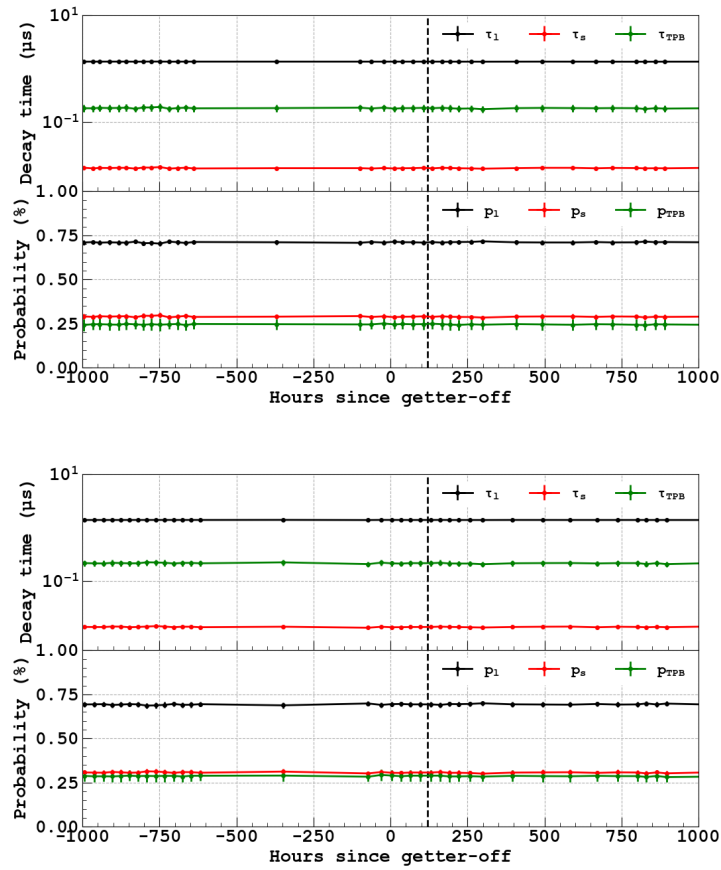 10¹
τ₁ τₛ τ_TPB
Decay time (μs)
10⁻¹
1.00
p₁ pₛ p_TPB
Probability (%)
0.75
0.50
0.25
0.00
-1000 -750 -500 -250 0 250 500 750 1000
Hours since getter-off
10¹
τ₁ τₛ τ_TPB
Decay time (μs)
10⁻¹
1.00
p₁ pₛ p_TPB
Probability (%)
0.75
0.50
0.25
0.00
-1000 -750 -500 -250 0 250 500 750 1000
Hours since getter-off